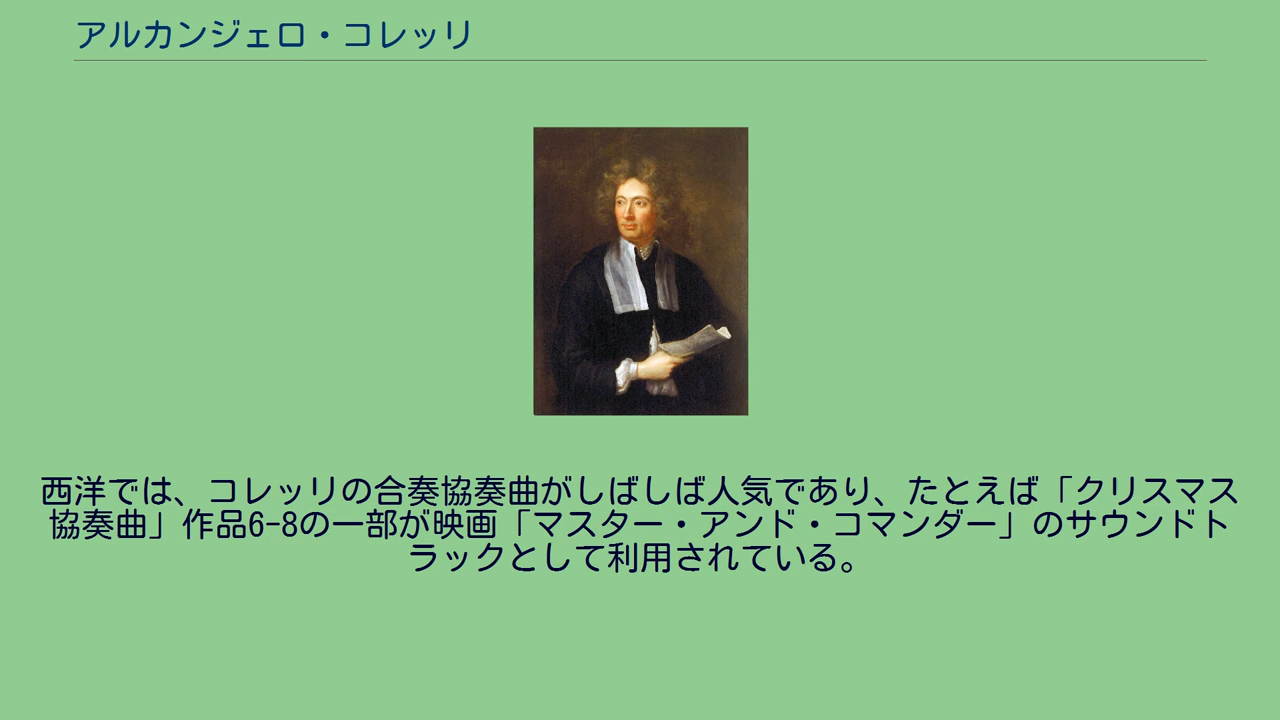 アルカンジェロ・コレッリ
西洋では、コレッリの合奏協奏曲がしばしば人気であり、たとえば「クリスマス
協奏曲」作品6-8の一部が映画「マスター・アンド・コマンダー」のサウンドト
ラックとして利用されている。